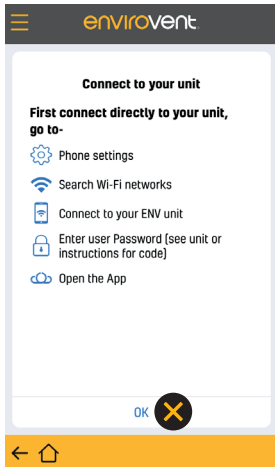 envirovent.
Connect to your unit
First connect directly to your unit,
go to-
Phone settings
Search Wi-Fi networks
Connect to your ENV unit
Enter user Password (see unit or
instructions for code)
Open the App
OK